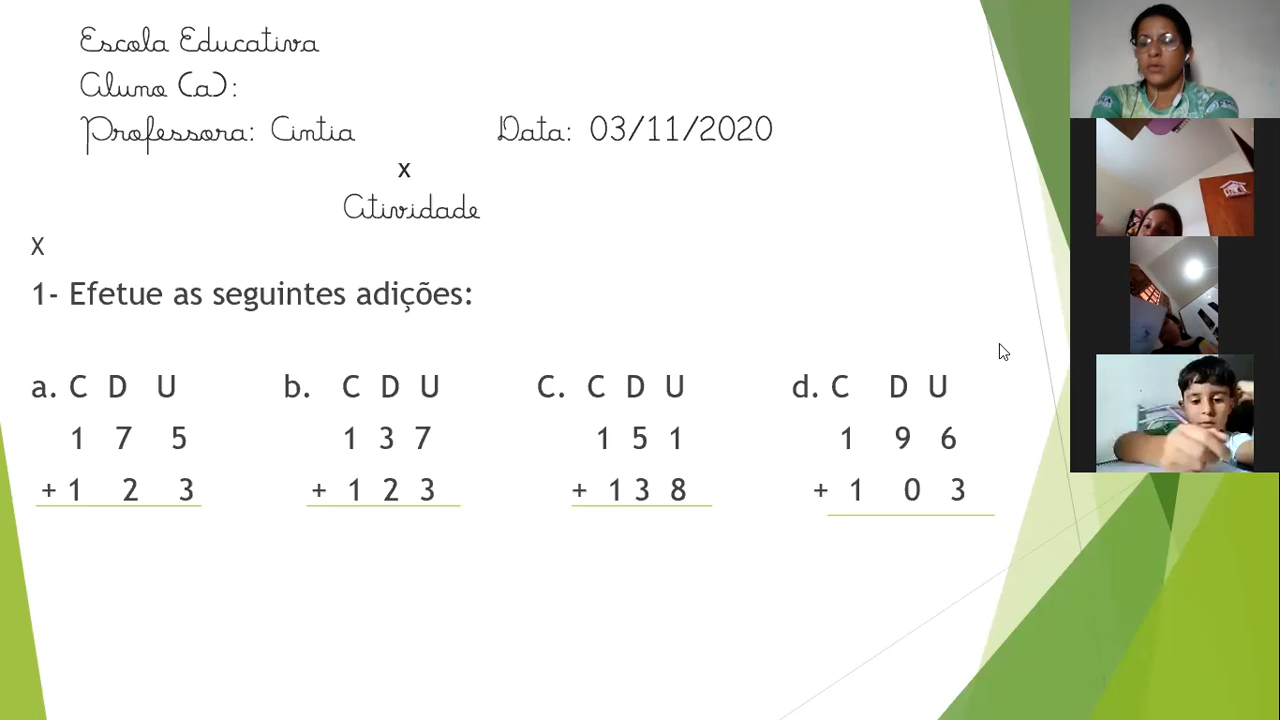 Escola Educativa
Aluno (a):
Professora: Cintia Data: 03/11/2020
x
Atividade
X
1- Efetue as seguintes adições:
a. C D U b. C D U C. C D U d. C D U
1 7 5 1 3 7 1 5 1 1 9 6
+ 1 2 3 + 1 2 3 + 1 3 8 + 1 0 3